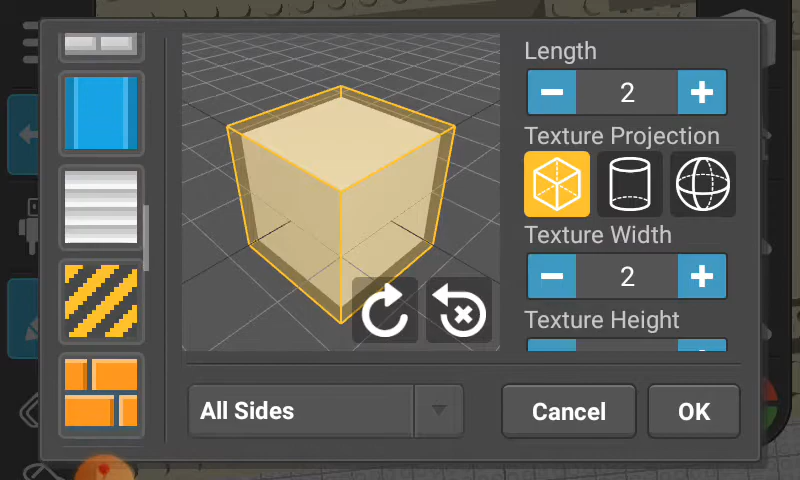 Length
2
Texture Projection
Texture Width
2
Texture Height
All Sides
Cancel
OK